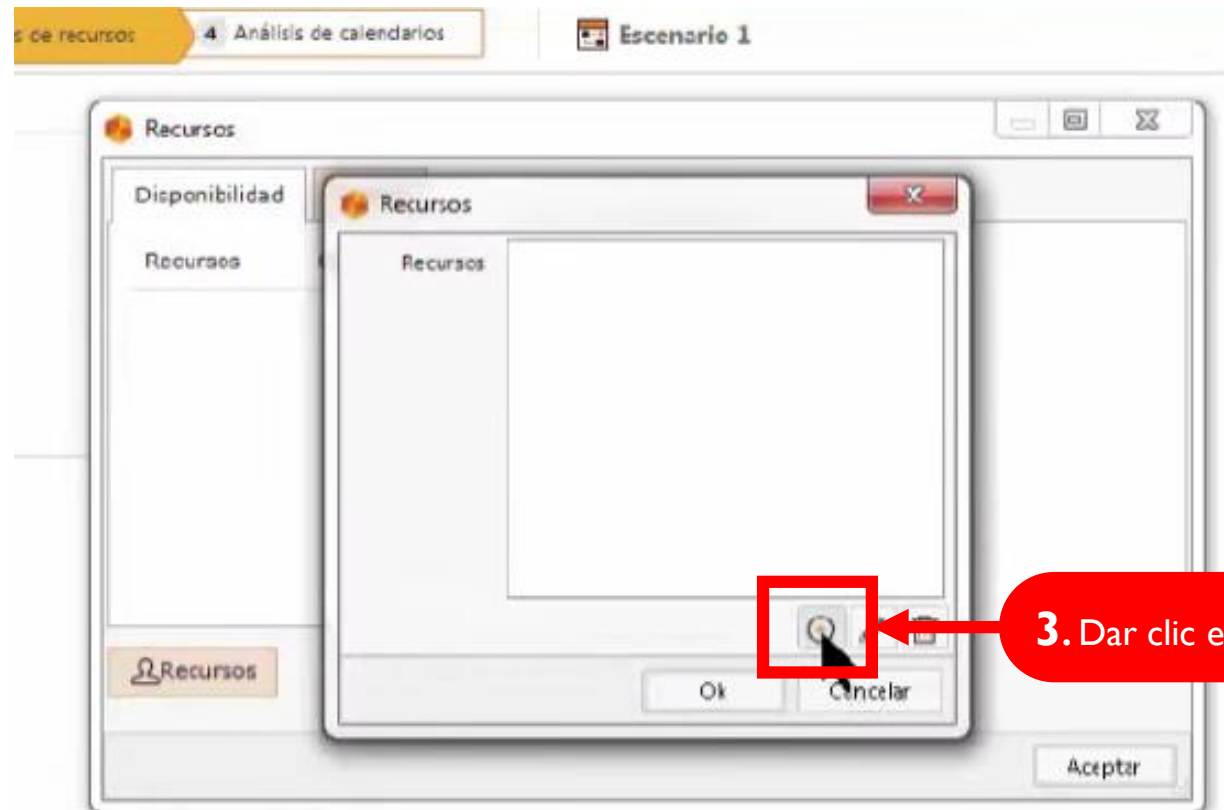 s de recursos
4 Análisis de calendarios
Escenario 1
Recursos
Disponibilidad
Recursos
Recursos
Recursos
3. Dar clic e
Recursos
Ok
Cancelar
Aceptar